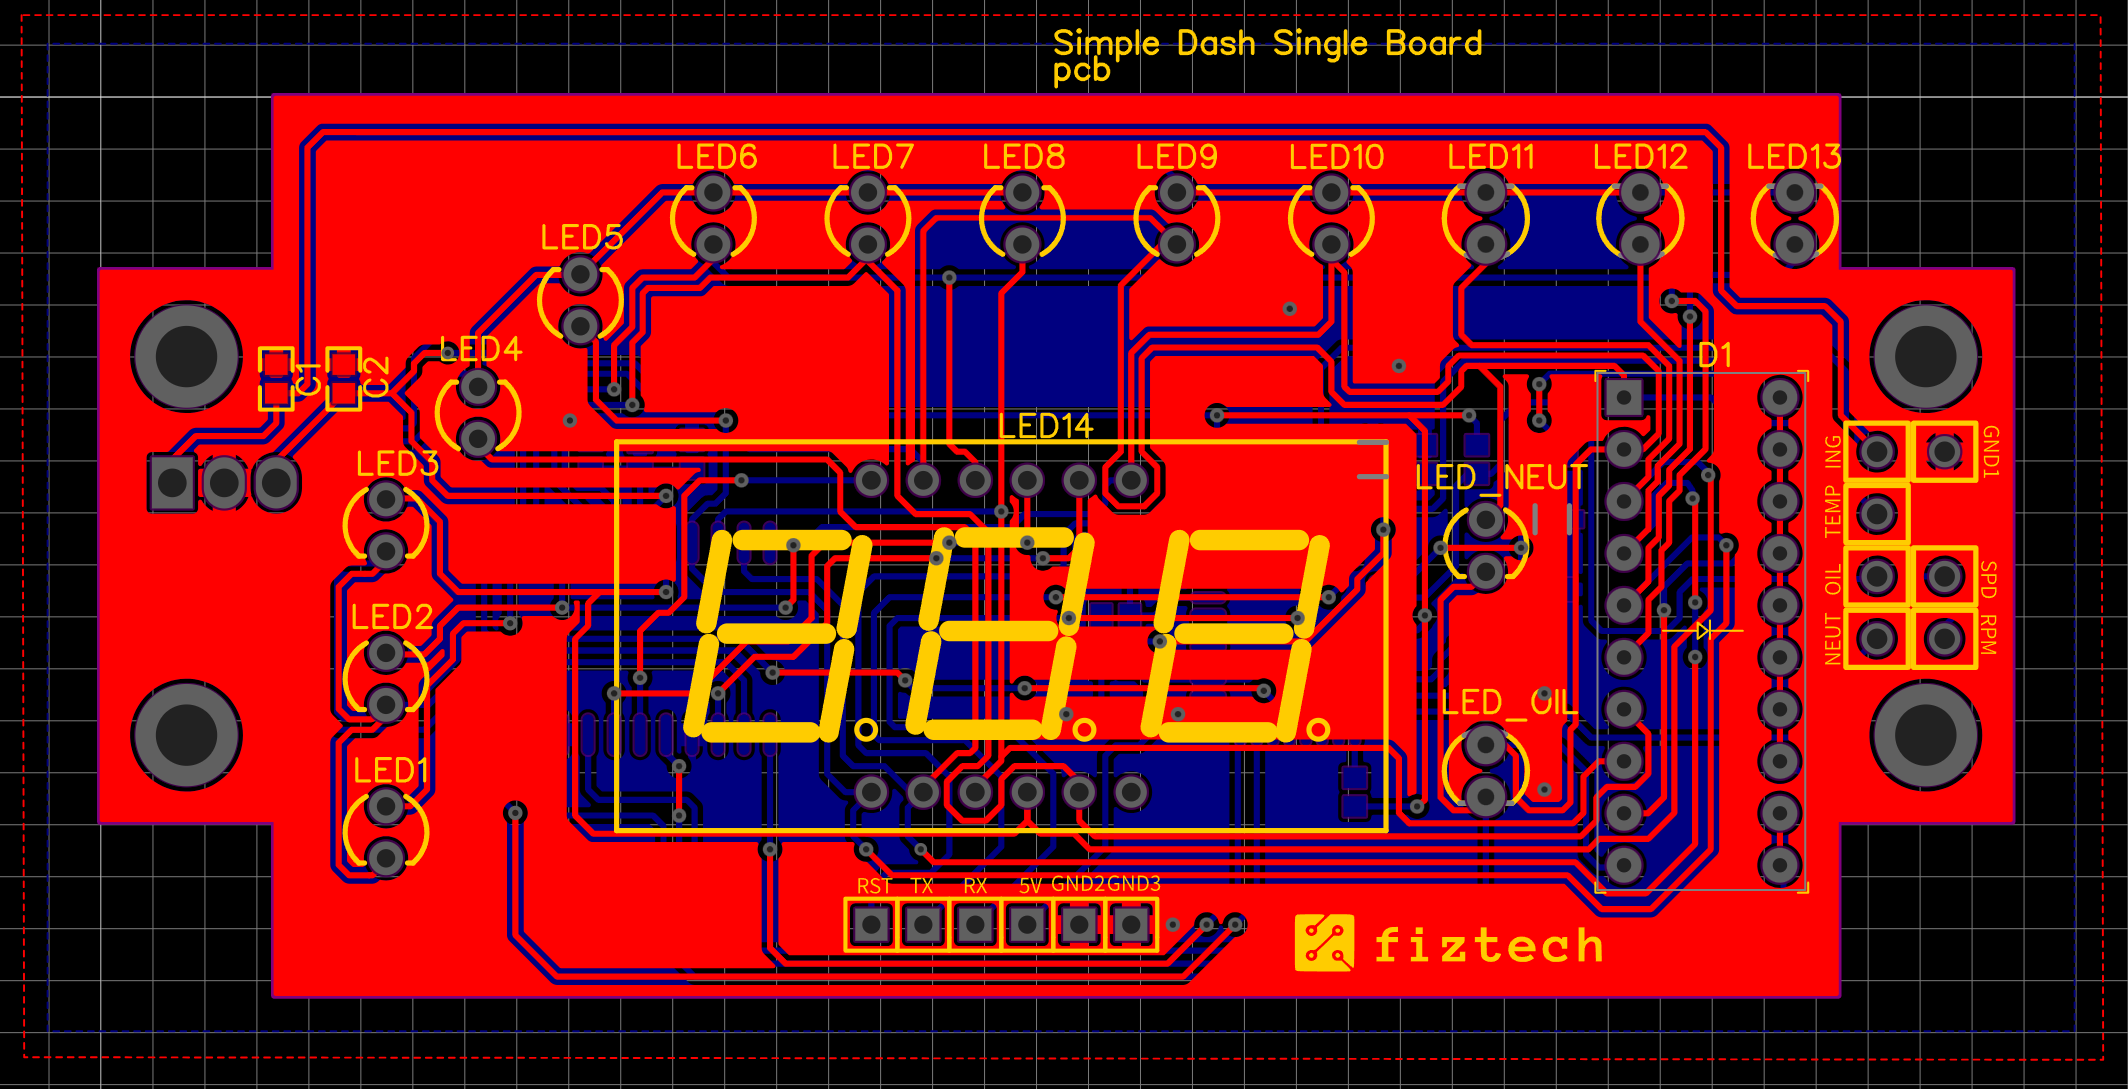 Simple Dash Single Board
pcb
LED6 LED7 LED8 LED9 LED10 LED11 LED12 LED13
LED5
LED4
D1
C1
C2
LED14
LED3
LED_NEUT
ING
GND1
TEMP
OIL
SPD
LED2
NEUT
RPM
LED_OIL
LED1
RST TX RX 5V GND2 GND3
fiztech